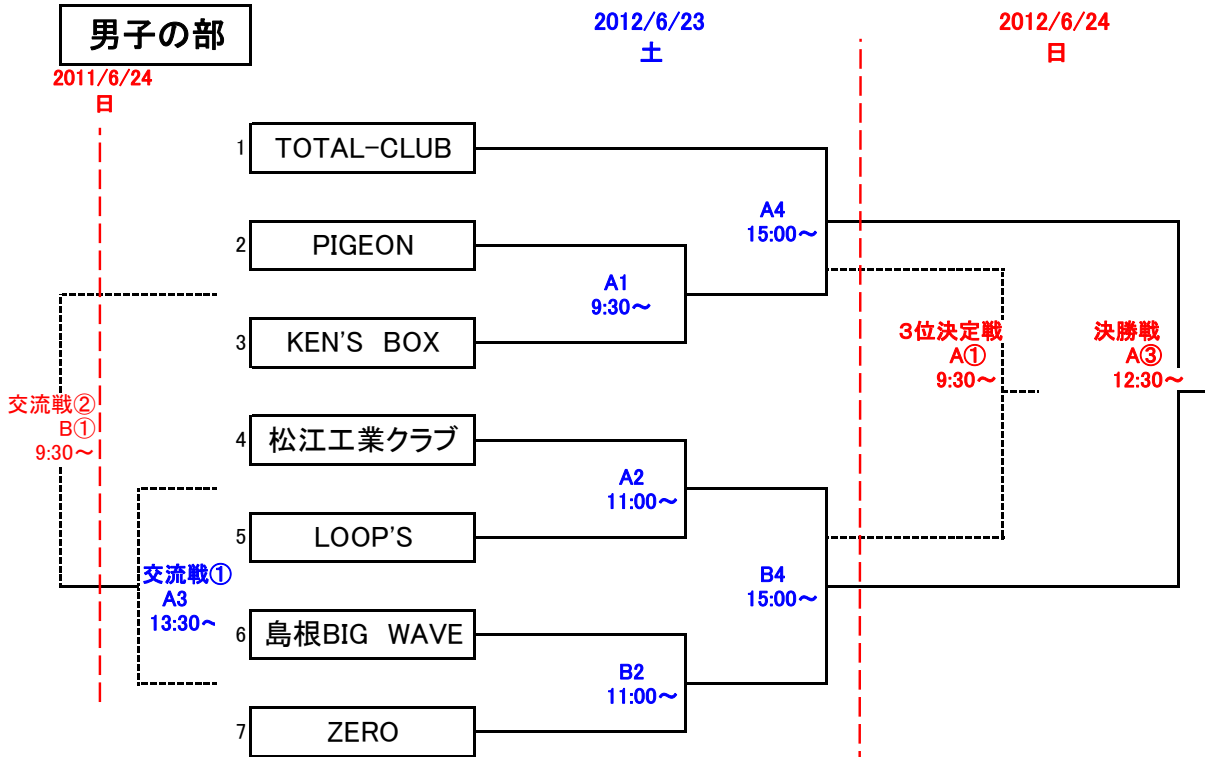 男子の部
2012/6/23
土
2012/6/24
日
2011/6/24
日
1 TOTAL-CLUB
A4
15:00～
2 PIGEON
A1
9:30～
3 KEN'S BOX
3位決定戦
A①
9:30～
決勝戦
A③
12:30～
交流戦②
B①
9:30～
4 松江工業クラブ
A2
11:00～
5 LOOP'S
交流戦①
A3
13:30～
B4
15:00～
6 島根BIG WAVE
B2
11:00～
7 ZERO